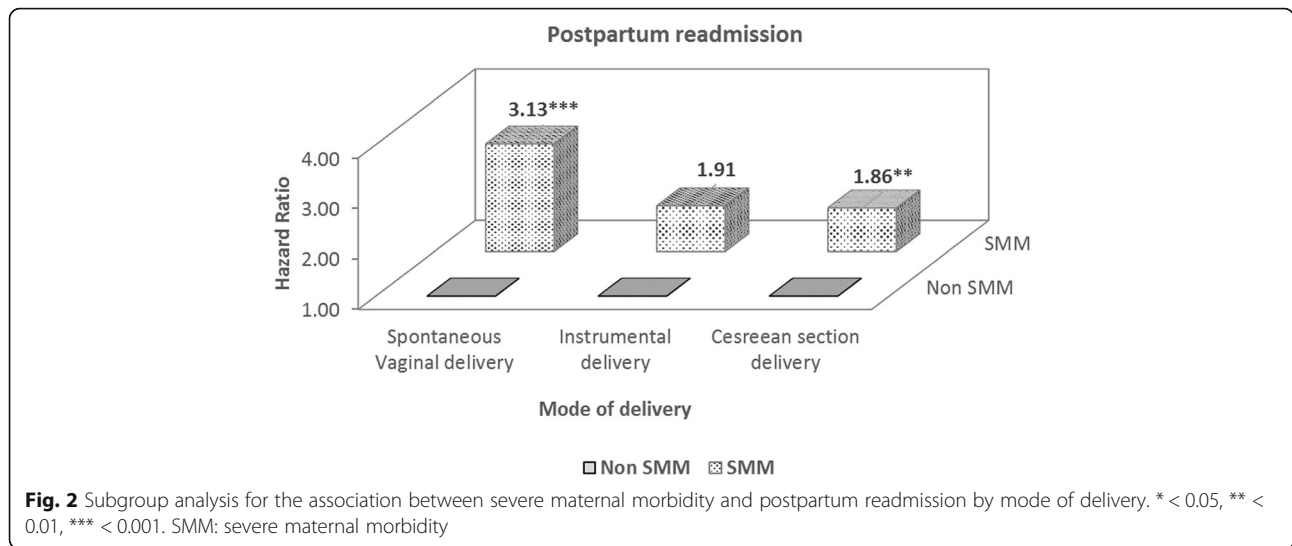 Postpartum readmission
3.13***
1.91
1.86**
4.00
3.00
2.00
1.00
Hazard Ratio
SMM
Non SMM
Spontaneous
Vaginal delivery
Instrumental
delivery
Cesreean section
delivery
Mode of delivery
Non SMM SMM
Fig. 2 Subgroup analysis for the association between severe maternal morbidity and postpartum readmission by mode of delivery. * < 0.05, ** <
0.01, *** < 0.001. SMM: severe maternal morbidity